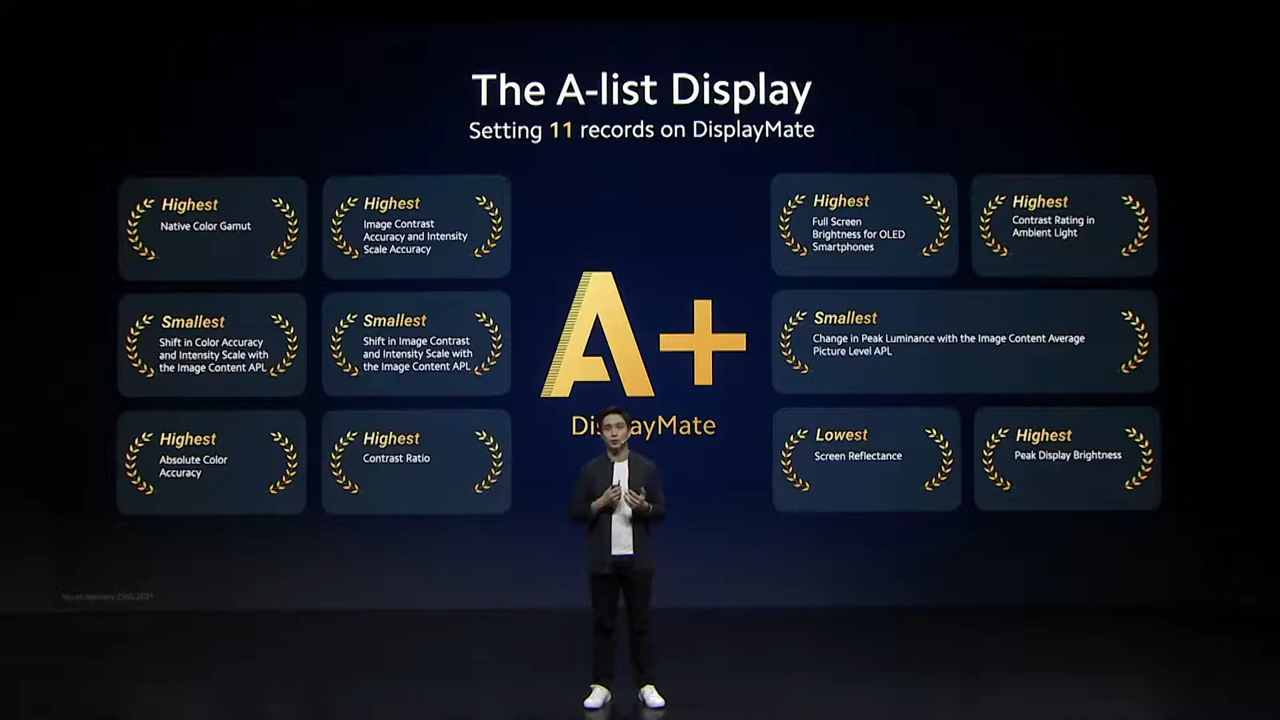 The A-list Display
Setting 11 records on DisplayMate
Highest
Native Color Gamut
Highest
Image Contrast
Accuracy and Intensity
Scale Accuracy
Smallest
Shift in Color Accuracy
and Intensity Scale with
the Image Content APL
Smallest
Shift in Image Contrast
and Intensity Scale with
the Image Content APL
Highest
Absolute Color
Accuracy
Highest
Contrast Ratio
A+
DisplayMate
Highest
Full Screen
Brightness for OLED
Smartphones
Highest
Contrast Rating in
Ambient Light
Smallest
Change in Peak Luminance with the Image Content Average
Picture Level APL
Lowest
Screen Reflectance
Highest
Peak Display Brightness